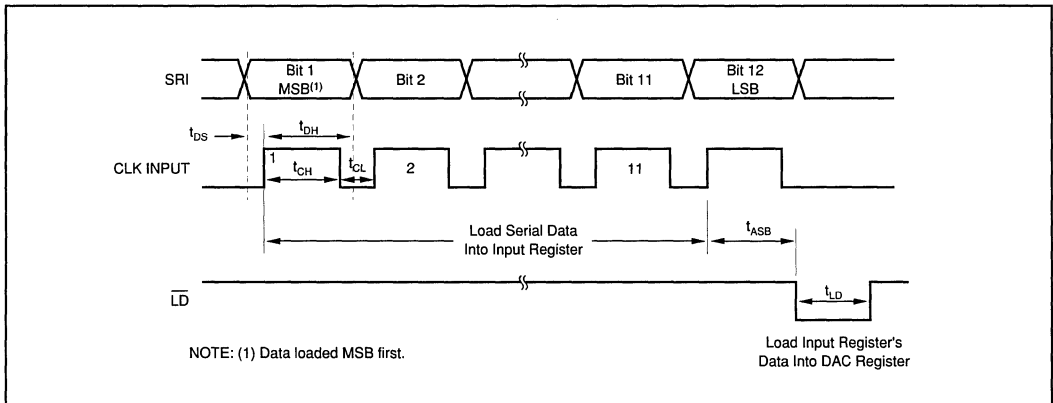 SRI
Bit 1
MSB(1)
Bit 2
Bit 11
Bit 12
LSB
tDS
tDH
CLK INPUT
1
tCH
tCL
2
11
Load Serial Data
Into Input Register
tASB
LD
tLD
Load Input Register's
Data Into DAC Register
NOTE: (1) Data loaded MSB first.